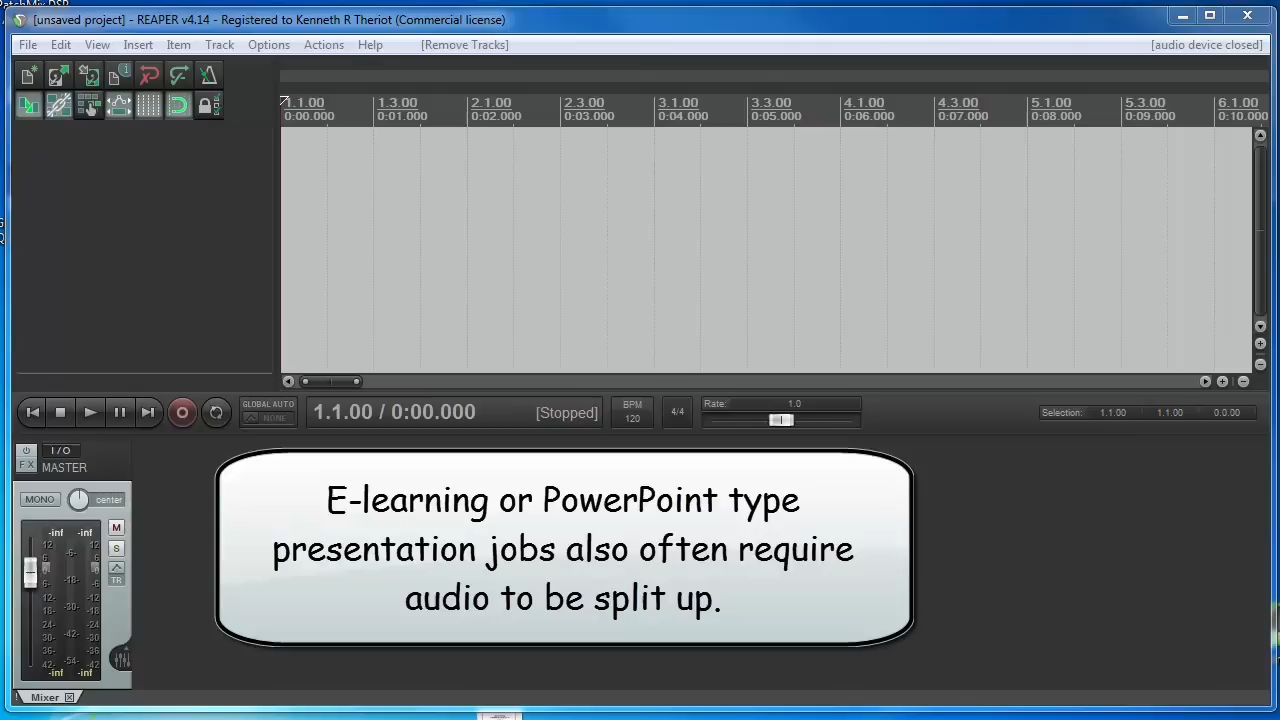 [unsaved project] - REAPER v4.14 - Registered to Kenneth R Theriot (Commercial license)
File Edit View Insert Item Track Options Actions Help [Remove Tracks] [audio device closed]
1.1.00 1.3.00 2.1.00 2.3.00 3.1.00 3.3.00 4.1.00 4.3.00 5.1.00 5.3.00 6.1.00
0:00.000 0:01.000 0:02.000 0:03.000 0:04.000 0:05.000 0:06.000 0:07.000 0:08.000 0:09.000 0:10.000
GLOBAL AUTO
NONE
1.1.00 / 0:00.000 [Stopped]
BPM
120
4/4
Rate: 1.0
Selection: 1.1.00 1.1.00 0.0.00
I/O
FX MASTER
MONO center
-inf -inf M
12 -6- 12
6 6 S
-18-
6- -6 TR
12- -12
18- -30- -18
24- -24
30- -42- -30
36- -36
42- -54- -42
-inf -inf
Mixer
E-learning or PowerPoint type
presentation jobs also often require
audio to be split up.